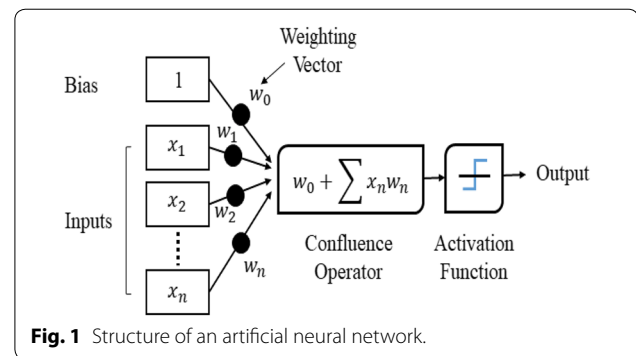 Weighting
Vector
Bias
1
w₀
x₁
w₁
x₂
w₂
Inputs
xₙ
wₙ
w₀ + ∑ xₙwₙ
Output
Confluence
Operator
Activation
Function
Fig. 1 Structure of an artificial neural network.